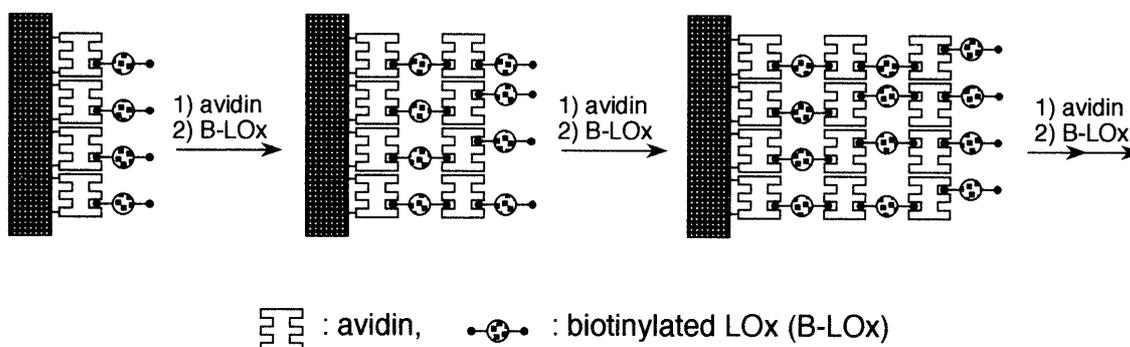 1) avidin
2) B-LOx
1) avidin
2) B-LOx
1) avidin
2) B-LOx
: avidin,
: biotinylated LOx (B-LOx)